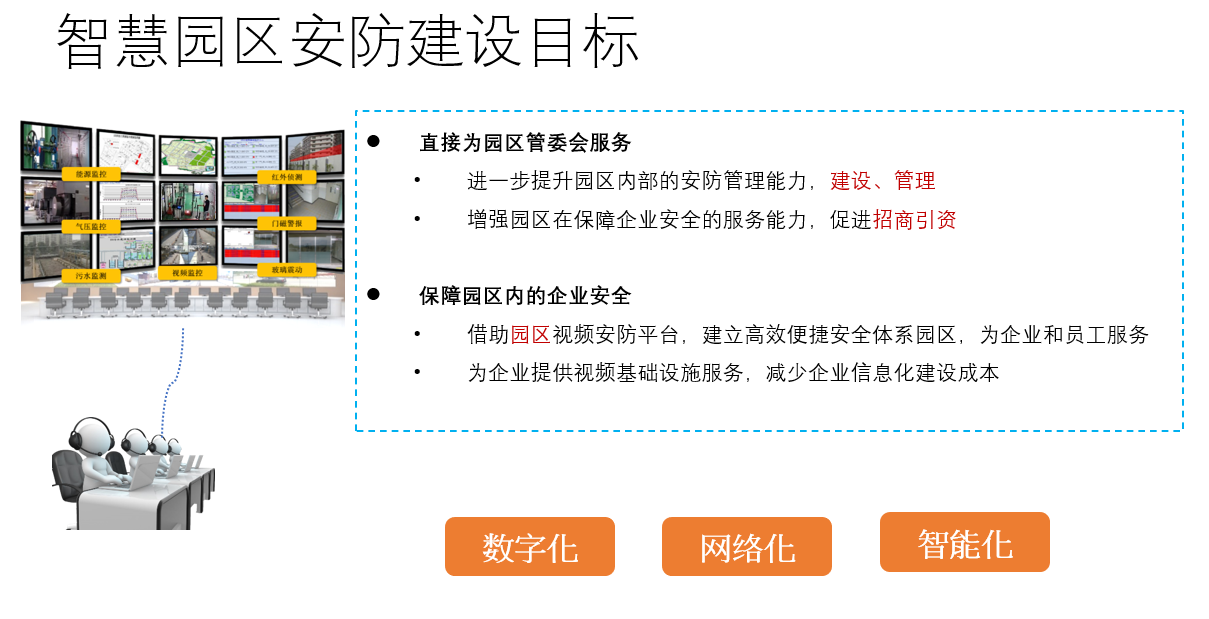 智慧园区安防建设目标
能源监控
红外侦测
气压监控
门磁警报
污水监测
视频监控
玻璃震动
● 直接为园区管委会服务
• 进一步提升园区内部的安防管理能力，建设、管理
• 增强园区在保障企业安全的服务能力，促进招商引资
● 保障园区内的企业安全
• 借助园区视频安防平台，建立高效便捷安全体系园区，为企业和员工服务
• 为企业提供视频基础设施服务，减少企业信息化建设成本
数字化
网络化
智能化